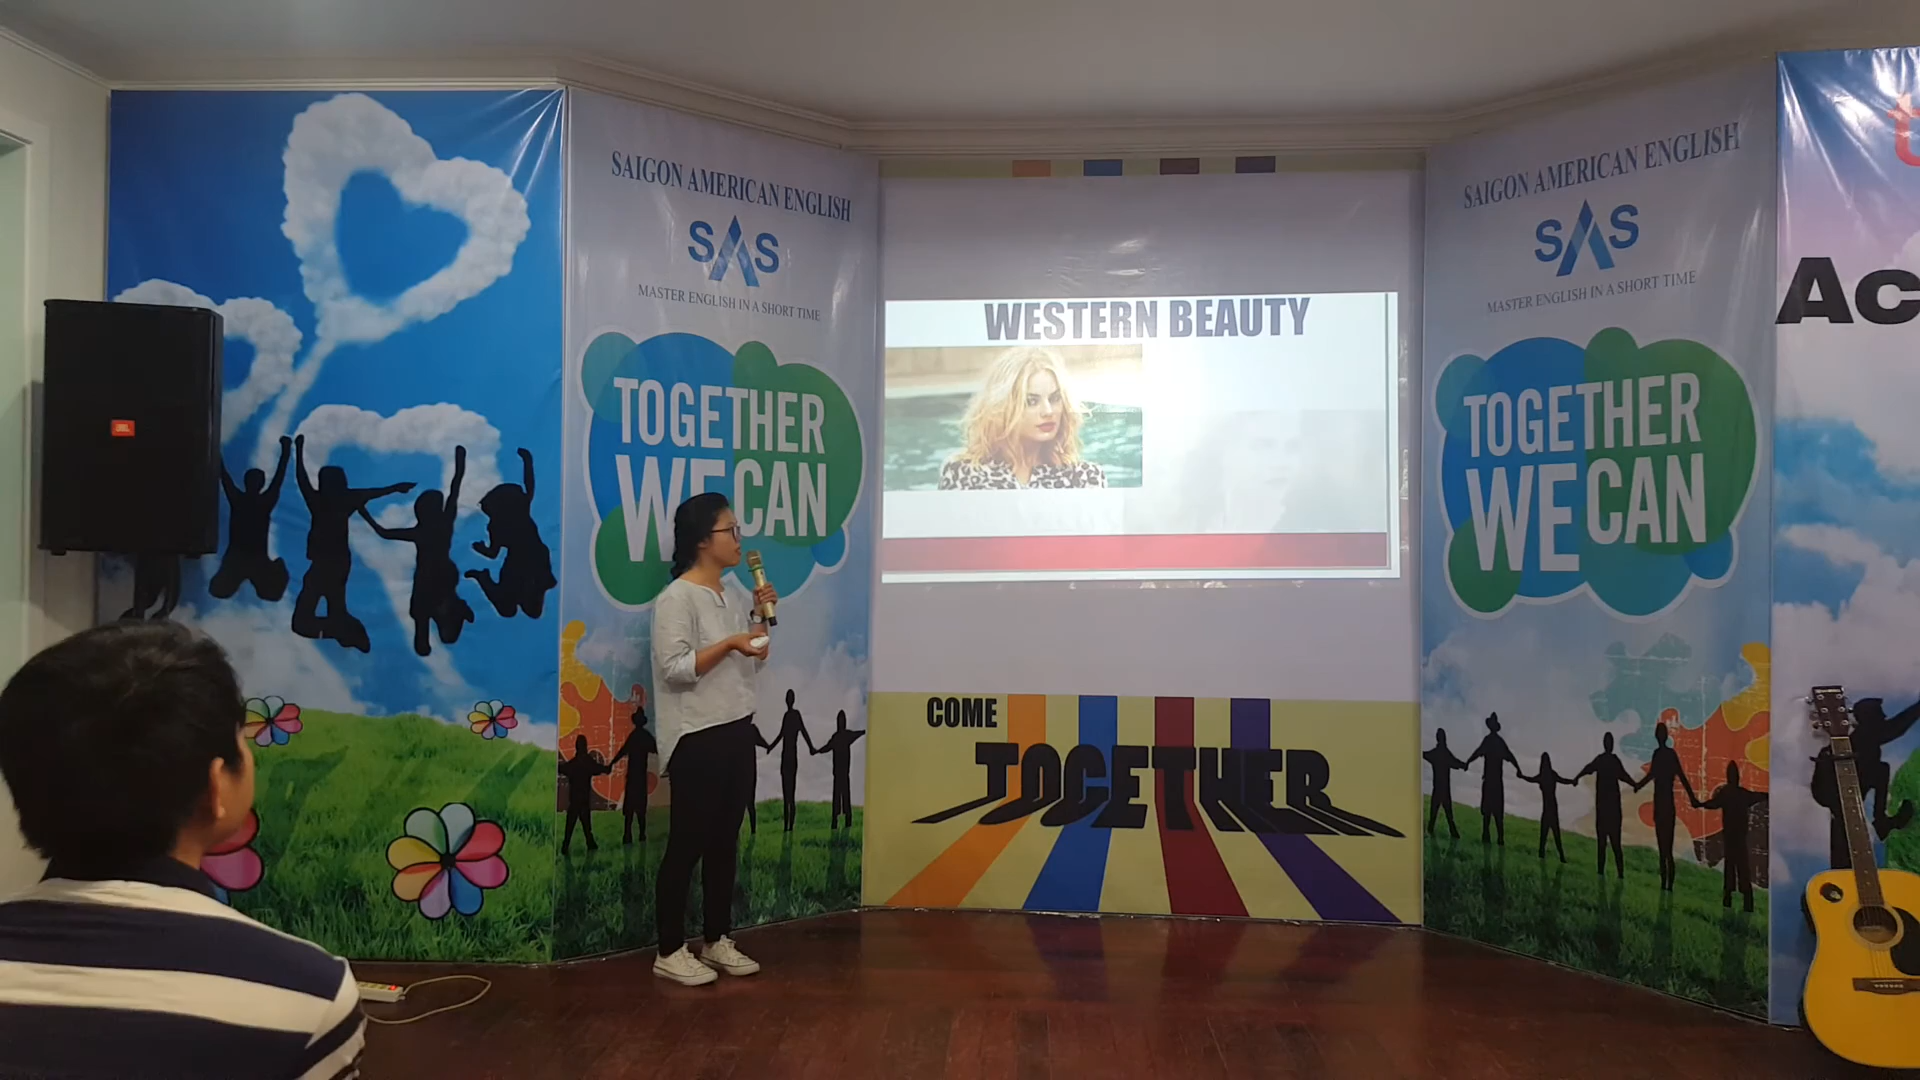 SAIGON AMERICAN ENGLISH
SAS
MASTER ENGLISH IN A SHORT TIME
TOGETHER
WE CAN
WESTERN BEAUTY
COME
TOGETHER
SAIGON AMERICAN ENGLISH
SAS
MASTER ENGLISH IN A SHORT TIME
TOGETHER
WE CAN
t
Ac
JBL